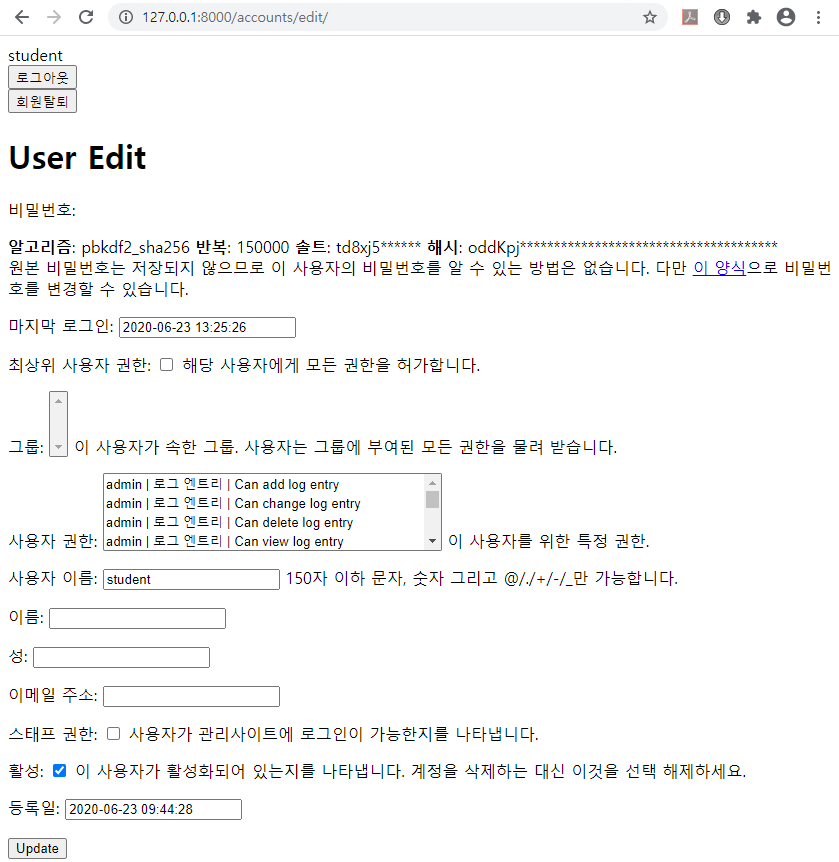 127.0.0.1:8000/accounts/edit/
student
로그아웃
회원탈퇴
User Edit
비밀번호:
알고리즘: pbkdf2_sha256 반복: 150000 솔트: td8xj5****** 해시: oddKpj**************************************
원본 비밀번호는 저장되지 않으므로 이 사용자의 비밀번호를 알 수 있는 방법은 없습니다. 다만 이 양식으로 비밀번
호를 변경할 수 있습니다.
마지막 로그인: 2020-06-23 13:25:26
최상위 사용자 권한: 해당 사용자에게 모든 권한을 허가합니다.
그룹: 이 사용자가 속한 그룹. 사용자는 그룹에 부여된 모든 권한을 물려 받습니다.
admin | 로그 엔트리 | Can add log entry
admin | 로그 엔트리 | Can change log entry
admin | 로그 엔트리 | Can delete log entry
사용자 권한: admin | 로그 엔트리 | Can view log entry 이 사용자를 위한 특정 권한.
사용자 이름: student 150자 이하 문자, 숫자 그리고 @/./+/-/_만 가능합니다.
이름:
성:
이메일 주소:
스태프 권한: 사용자가 관리사이트에 로그인이 가능한지를 나타냅니다.
활성: 이 사용자가 활성화되어 있는지를 나타냅니다. 계정을 삭제하는 대신 이것을 선택 해제하세요.
등록일: 2020-06-23 09:44:28
Update